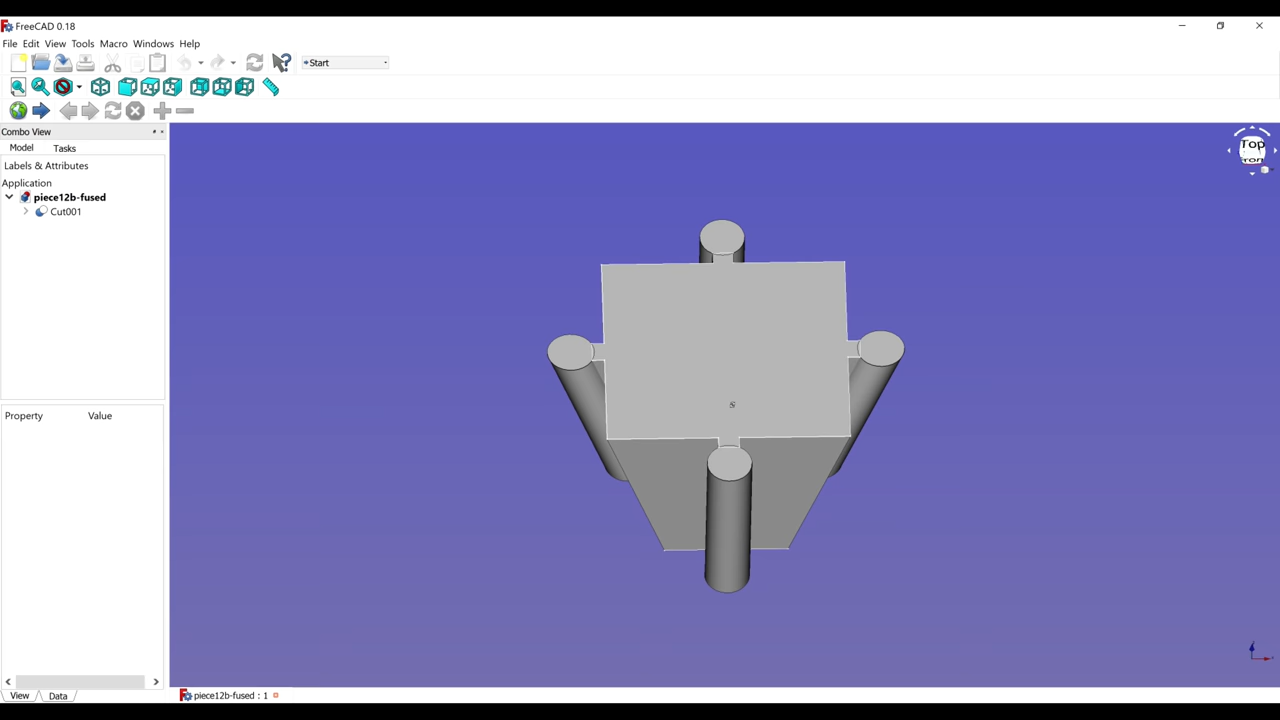 FreeCAD 0.18
File Edit View Tools Macro Windows Help
Start
Combo View
Model Tasks
Labels & Attributes
Application
piece12b-fused
Cut001
Property Value
View Data
piece12b-fused : 1
Top